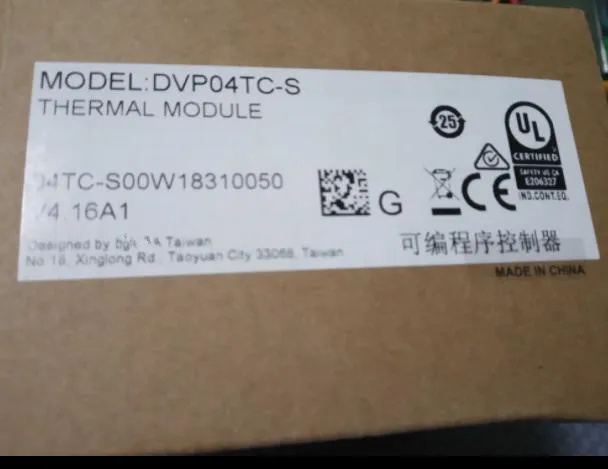 MODEL:DVP04TC-S
THERMAL MODULE
25
UL
CERTIFIED
SAFETY US CA
E206327
IND.CONT.EQ.
04TC-S00W18310050
V4.16A1
G
CE
Designed by Taiwan
No.18, Xinglong Rd., Taoyuan City 33068, Taiwan
可编程序控制器
MADE IN CHINA